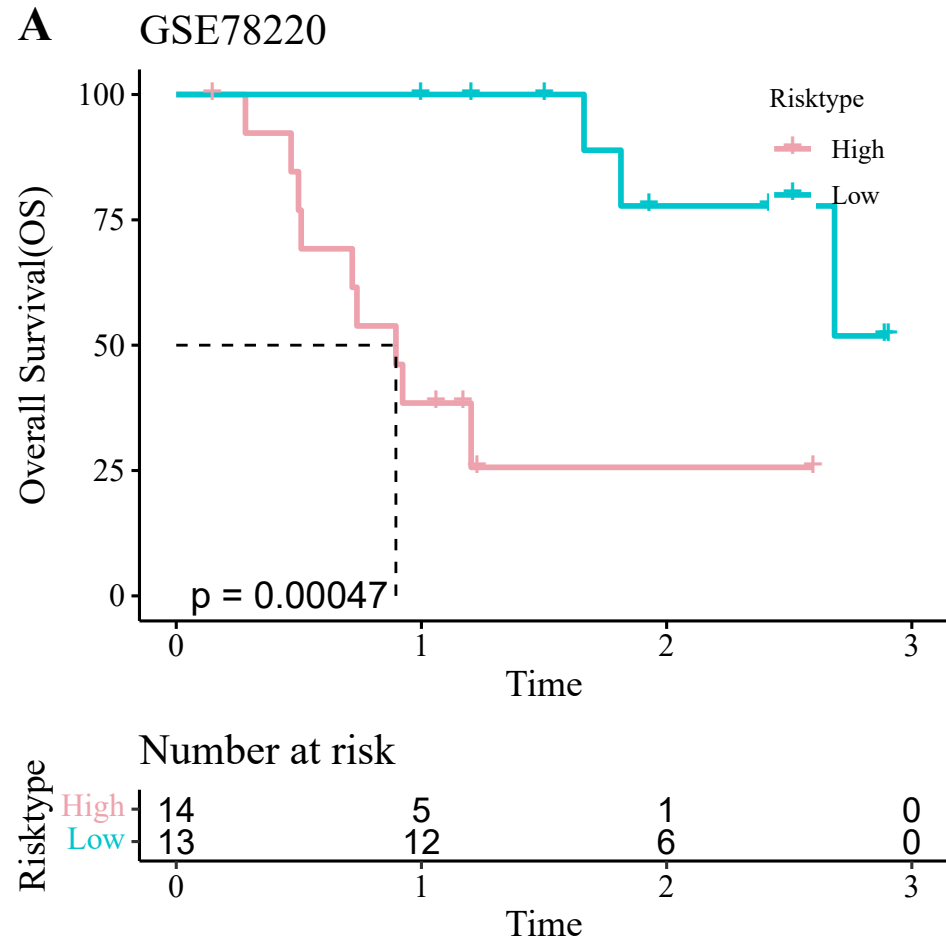 A
GSE78220
100
75
50
25
0
Overall Survival(OS)
Risktype
High
Low
p = 0.00047
0 1 2 3
Time
Number at risk
Risktype
High 14 5 1 0
Low 13 12 6 0
0 1 2 3
Time